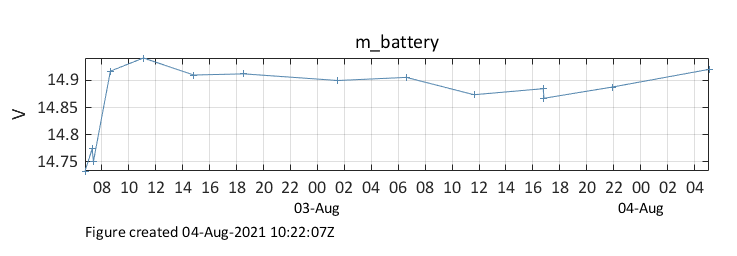 m_battery
V
14.9
14.85
14.8
14.75
08 10 12 14 16 18 20 22 00 02 04 06 08 10 12 14 16 18 20 22 00 02 04
03-Aug 04-Aug
Figure created 04-Aug-2021 10:22:07Z